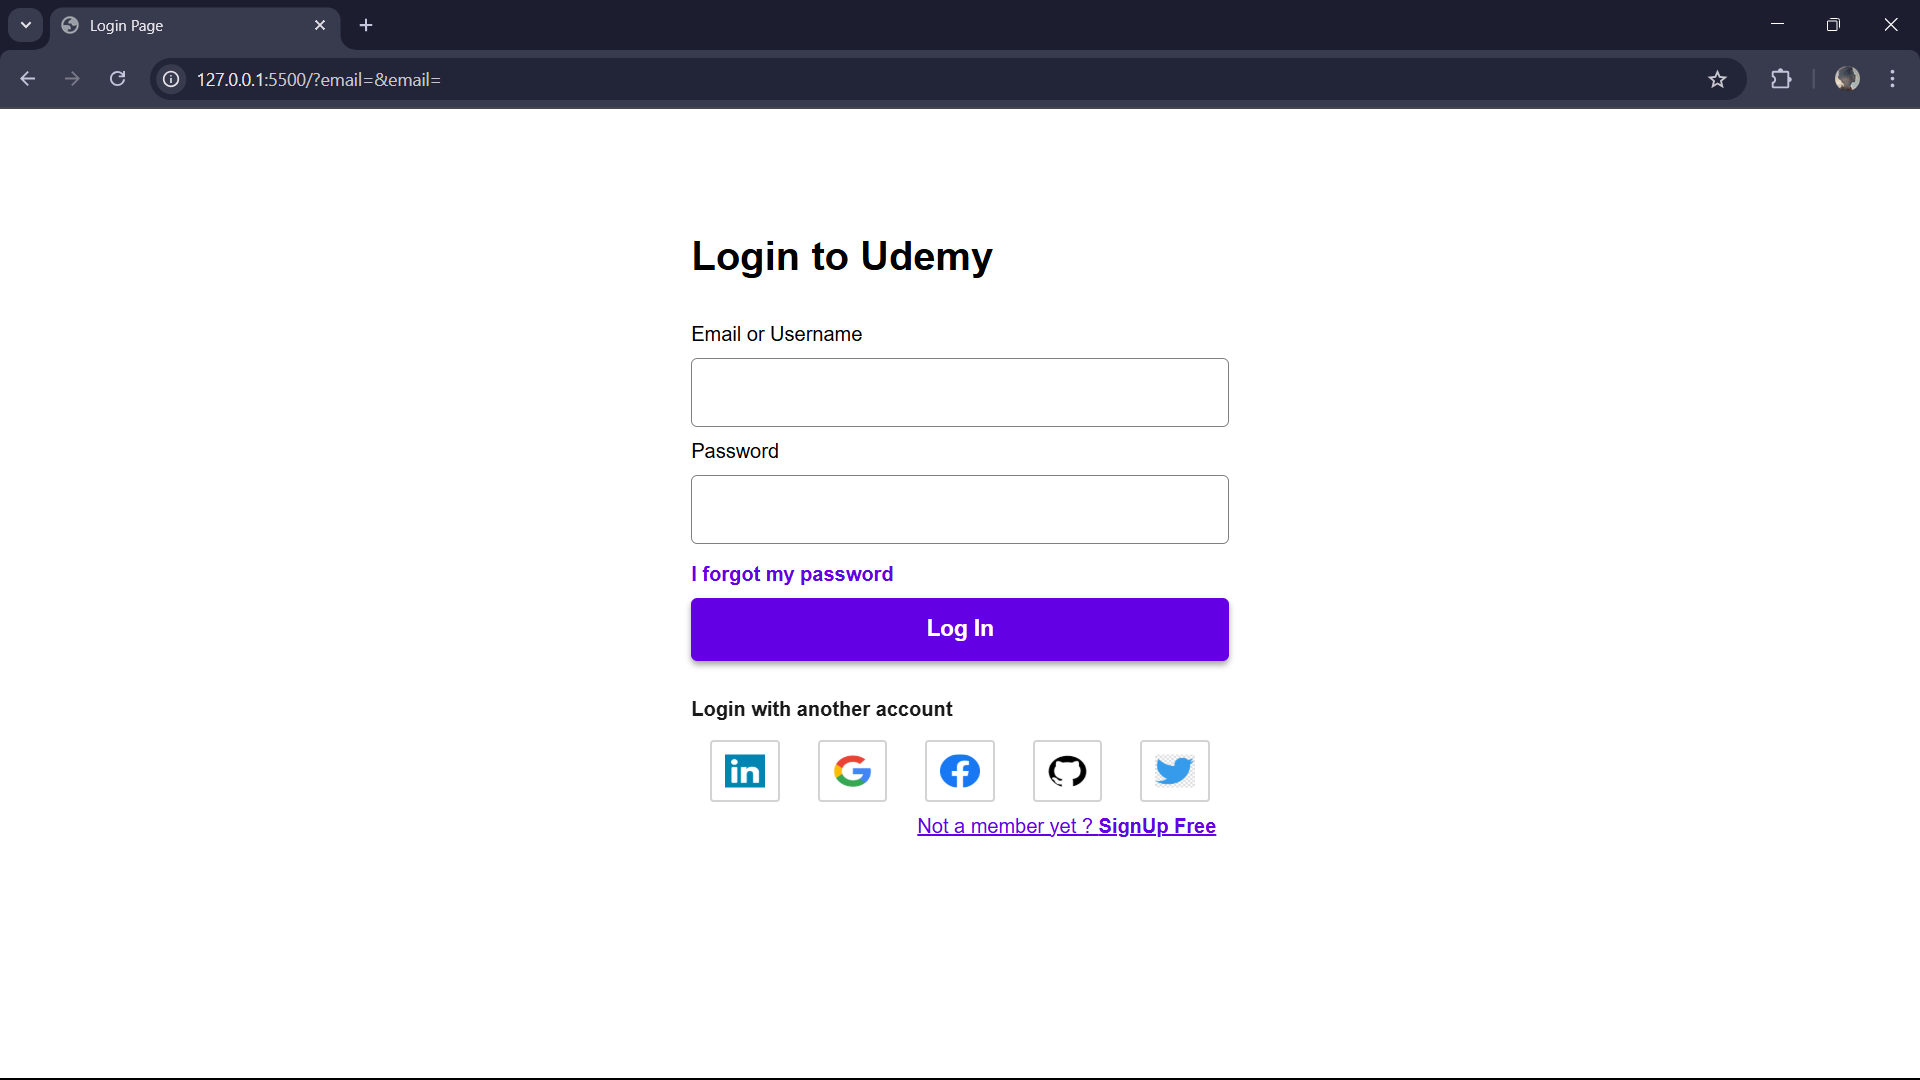 Login Page
127.0.0.1:5500/?email=&email=
Login to Udemy
Email or Username
Password
I forgot my password
Log In
Login with another account
in
G
f
Not a member yet ? SignUp Free